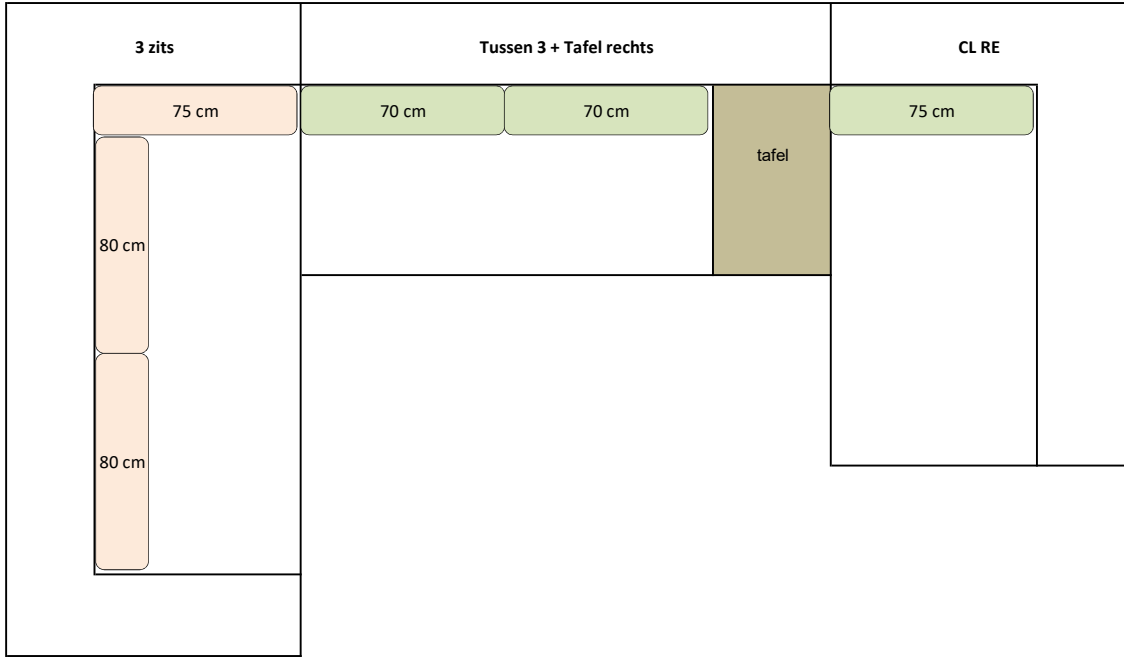 3 zits
Tussen 3 + Tafel rechts
CL RE
75 cm
70 cm
70 cm
75 cm
tafel
80 cm
80 cm